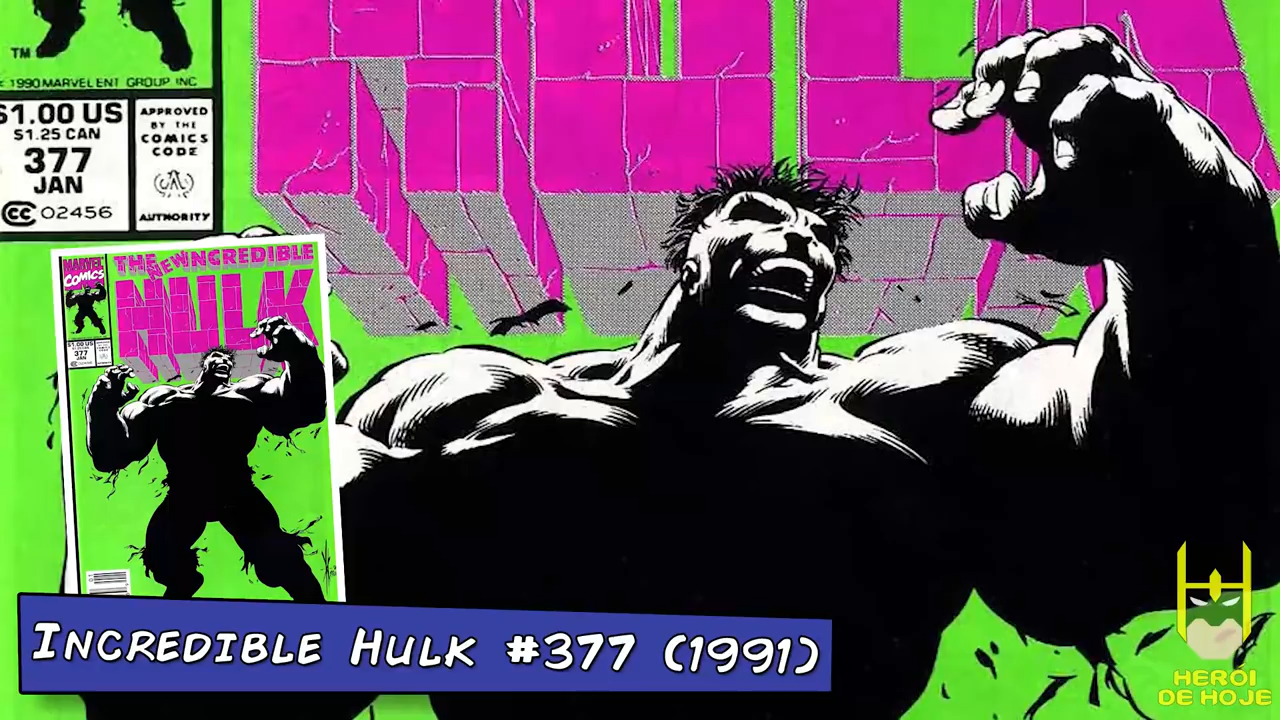 TM
© 1990 MARVEL ENT GROUP INC
$1.00 US
$1.25 CAN
377
JAN
CC 02456
APPROVED
BY THE
COMICS
CODE
AUTHORITY
HULK
MARVEL
COMICS
THE NEW INCREDIBLE
HULK
$1.00 US
377
JAN
INCREDIBLE HULK #377 (1991)
HERÓI
DE HOJE